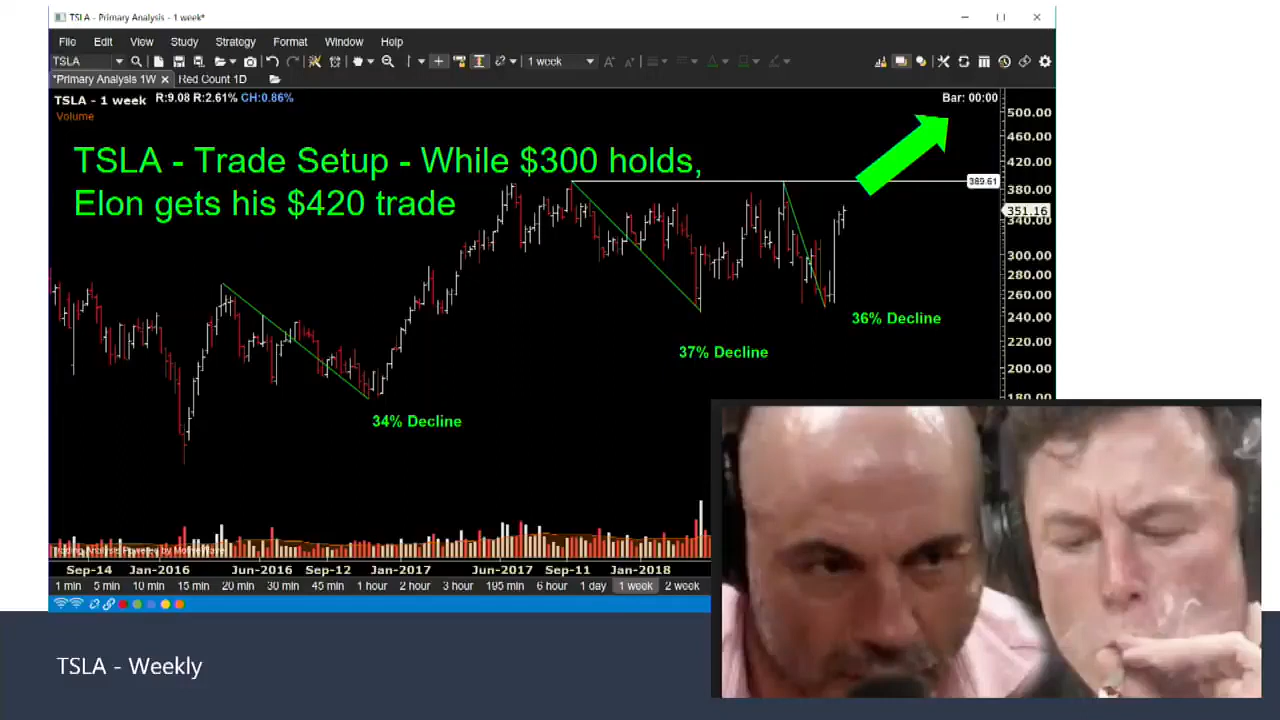 TSLA - Primary Analysis - 1 week*
File Edit View Study Strategy Format Window Help
TSLA 1 week
*Primary Analysis 1W Red Count 1D
TSLA - 1 week R:9.08 R:2.61% CH:0.86% Bar: 00:00
Volume
500.00
460.00
420.00
380.00
340.00
300.00
280.00
260.00
240.00
220.00
200.00
180.00
389.61
351.16
TSLA - Trade Setup - While $300 holds,
Elon gets his $420 trade
36% Decline
37% Decline
34% Decline
Sep-14 Jan-2016 Jun-2016 Sep-12 Jan-2017 Jun-2017 Sep-11 Jan-2018
1 min 5 min 10 min 15 min 20 min 30 min 45 min 1 hour 2 hour 3 hour 195 min 6 hour 1 day 1 week 2 week
TSLA - Weekly